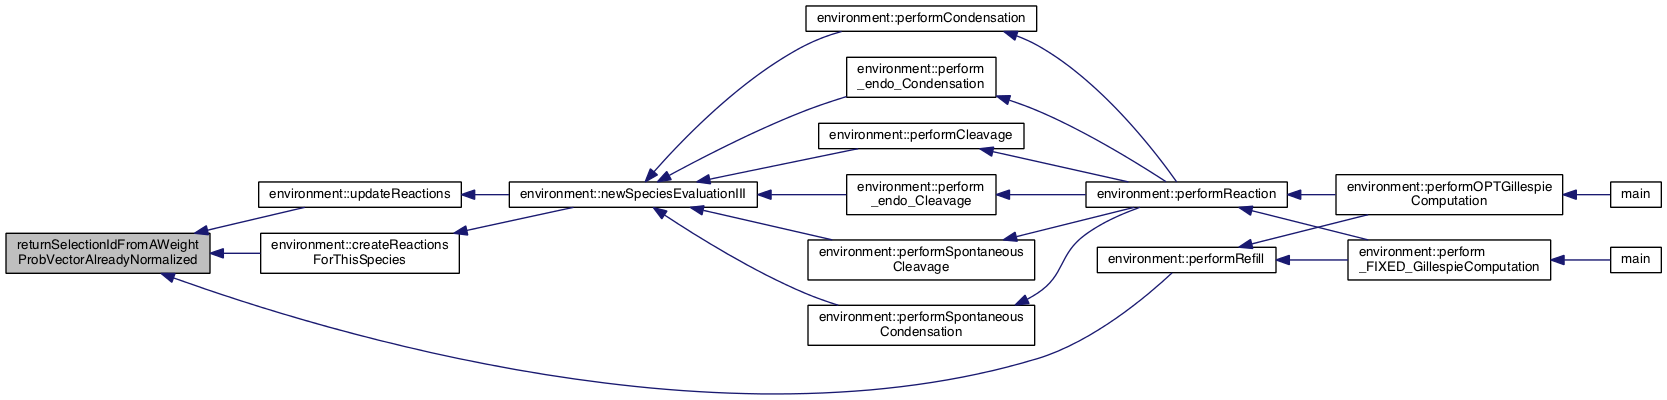 environment::performCondensation
environment::perform
_endo_Condensation
environment::performCleavage
environment::updateReactions
environment::newSpeciesEvaluationIII
environment::perform
_endo_Cleavage
environment::performReaction
environment::performOPTGillespie
Computation
main
returnSelectionIdFromAWeight
ProbVectorAlreadyNormalized
environment::createReactions
ForThisSpecies
environment::performSpontaneous
Cleavage
environment::performRefill
environment::perform
_FIXED_GillespieComputation
main
environment::performSpontaneous
Condensation